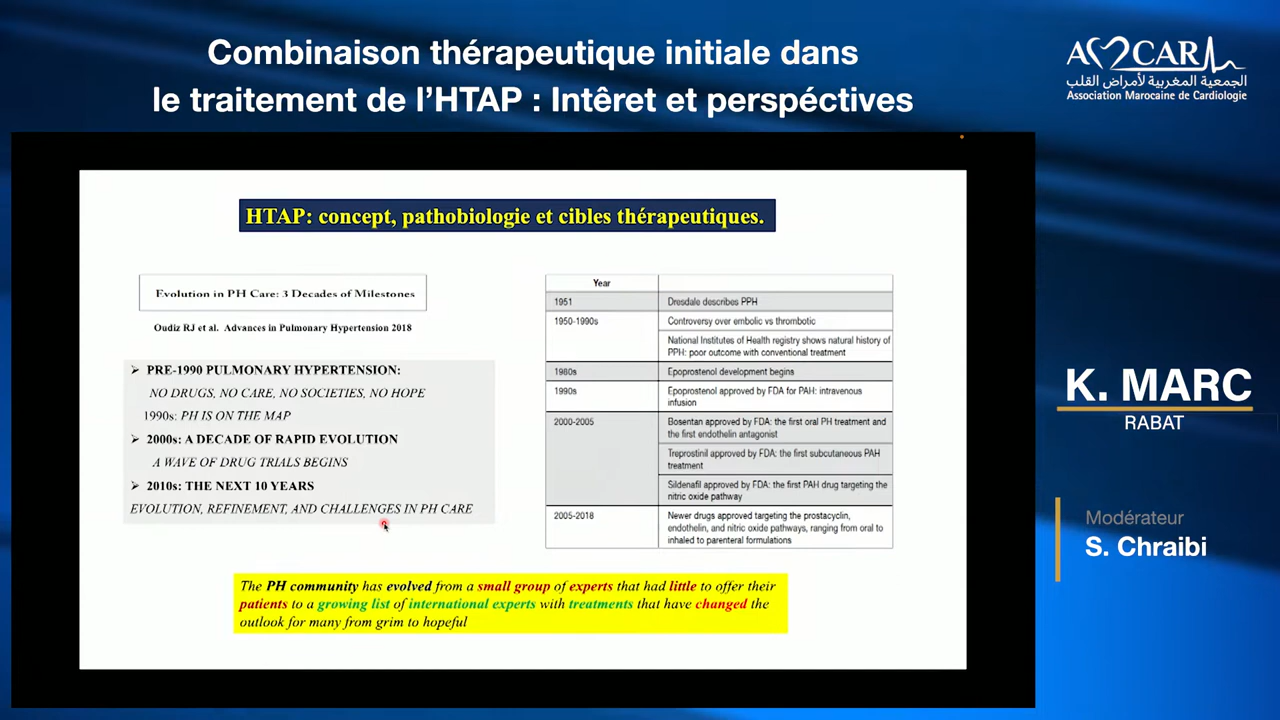 Combinaison thérapeutique initiale dans
le traitement de l’HTAP : Intêret et perspéctives
AM CAR
الجمعية المغربية لأمراض القلب
Association Marocaine de Cardiologie
HTAP: concept, pathobiologie et cibles thérapeutiques.
Evolution in PH Care: 3 Decades of Milestones
Oudiz RJ et al. Advances in Pulmonary Hypertension 2018
➢ PRE-1990 PULMONARY HYPERTENSION:
NO DRUGS, NO CARE, NO SOCIETIES, NO HOPE
1990s: PH IS ON THE MAP
➢ 2000s: A DECADE OF RAPID EVOLUTION
A WAVE OF DRUG TRIALS BEGINS
➢ 2010s: THE NEXT 10 YEARS
EVOLUTION, REFINEMENT, AND CHALLENGES IN PH CARE
Year
1951 Dresdale describes PPH
1950-1990s Controversy over embolic vs thrombotic
National Institutes of Health registry shows natural history of
PPH: poor outcome with conventional treatment
1980s Epoprostenol development begins
1990s Epoprostenol approved by FDA for PAH: intravenous
infusion
2000-2005 Bosentan approved by FDA: the first oral PH treatment and
the first endothelin antagonist
Treprostinil approved by FDA: the first subcutaneous PAH
treatment
Sildenafil approved by FDA: the first PAH drug targeting the
nitric oxide pathway
2005-2018 Newer drugs approved targeting the prostacyclin,
endothelin, and nitric oxide pathways, ranging from oral to
inhaled to parenteral formulations
The PH community has evolved from a small group of experts that had little to offer their
patients to a growing list of international experts with treatments that have changed the
outlook for many from grim to hopeful
K. MARC
RABAT
Modérateur
S. Chraibi